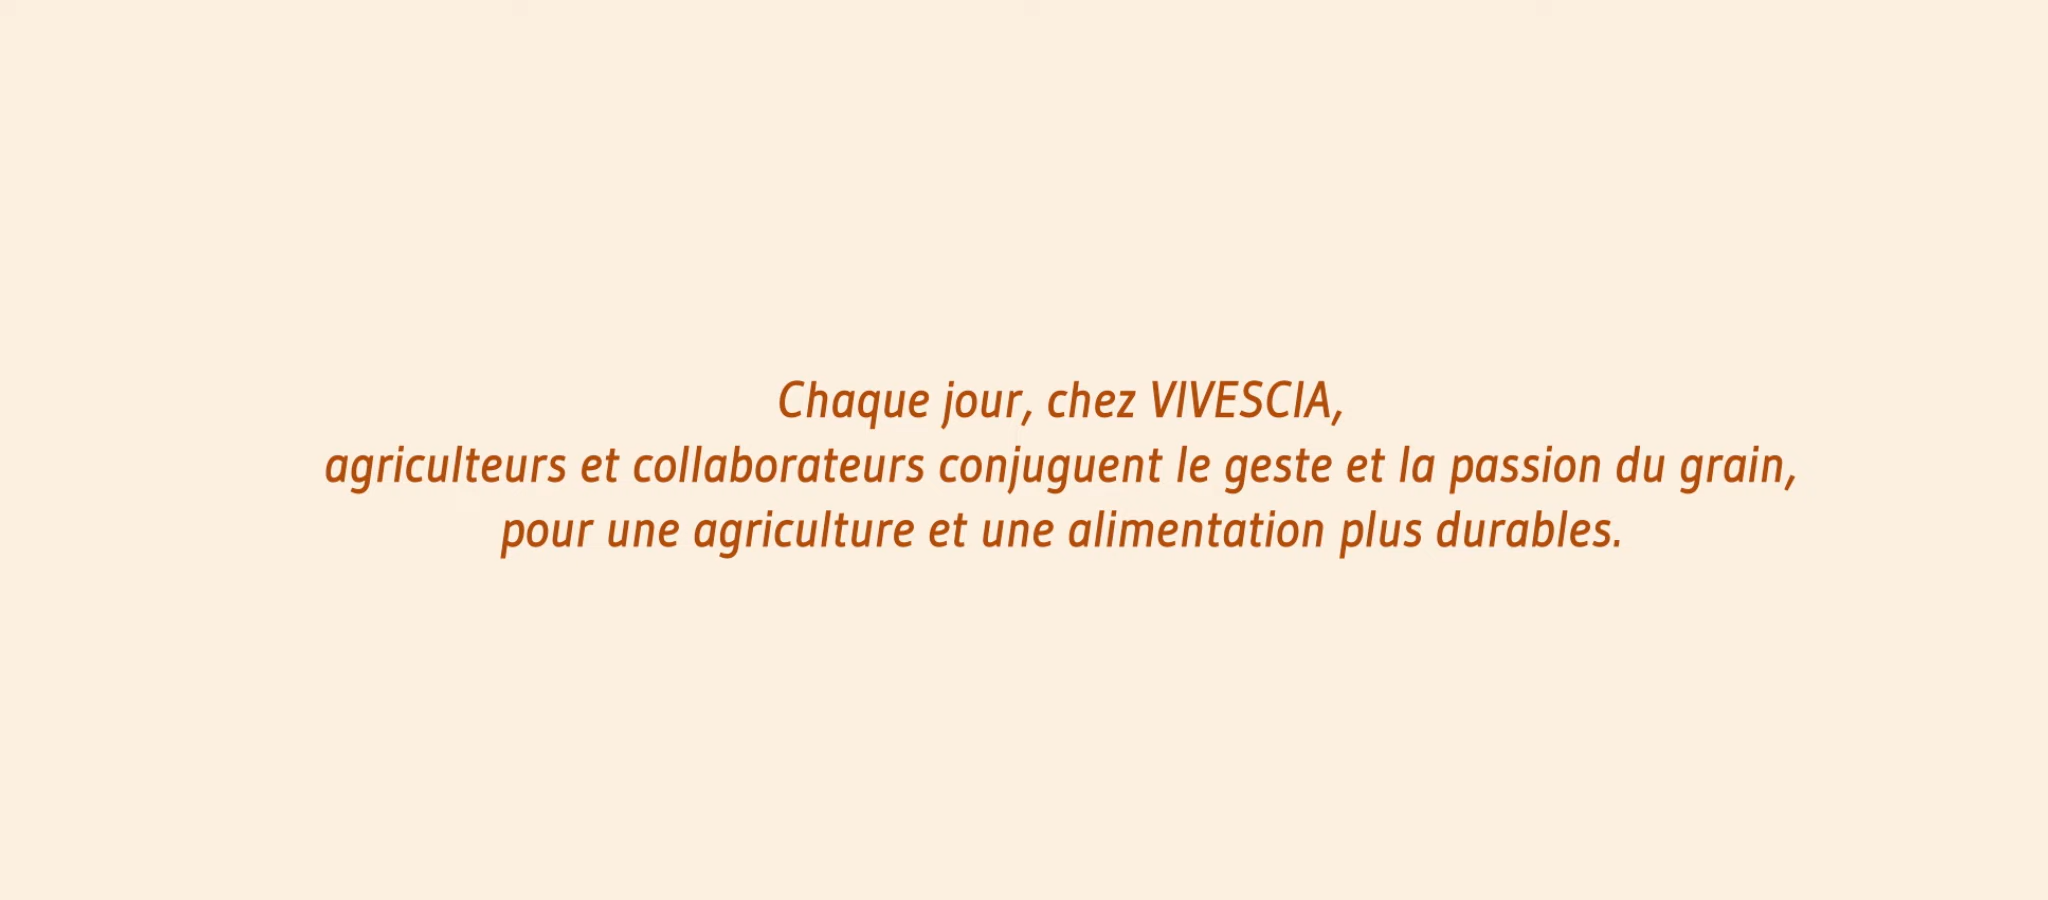 Chaque jour, chez VIVESCIA,
agriculteurs et collaborateurs conjuguent le geste et la passion du grain,
pour une agriculture et une alimentation plus durables.